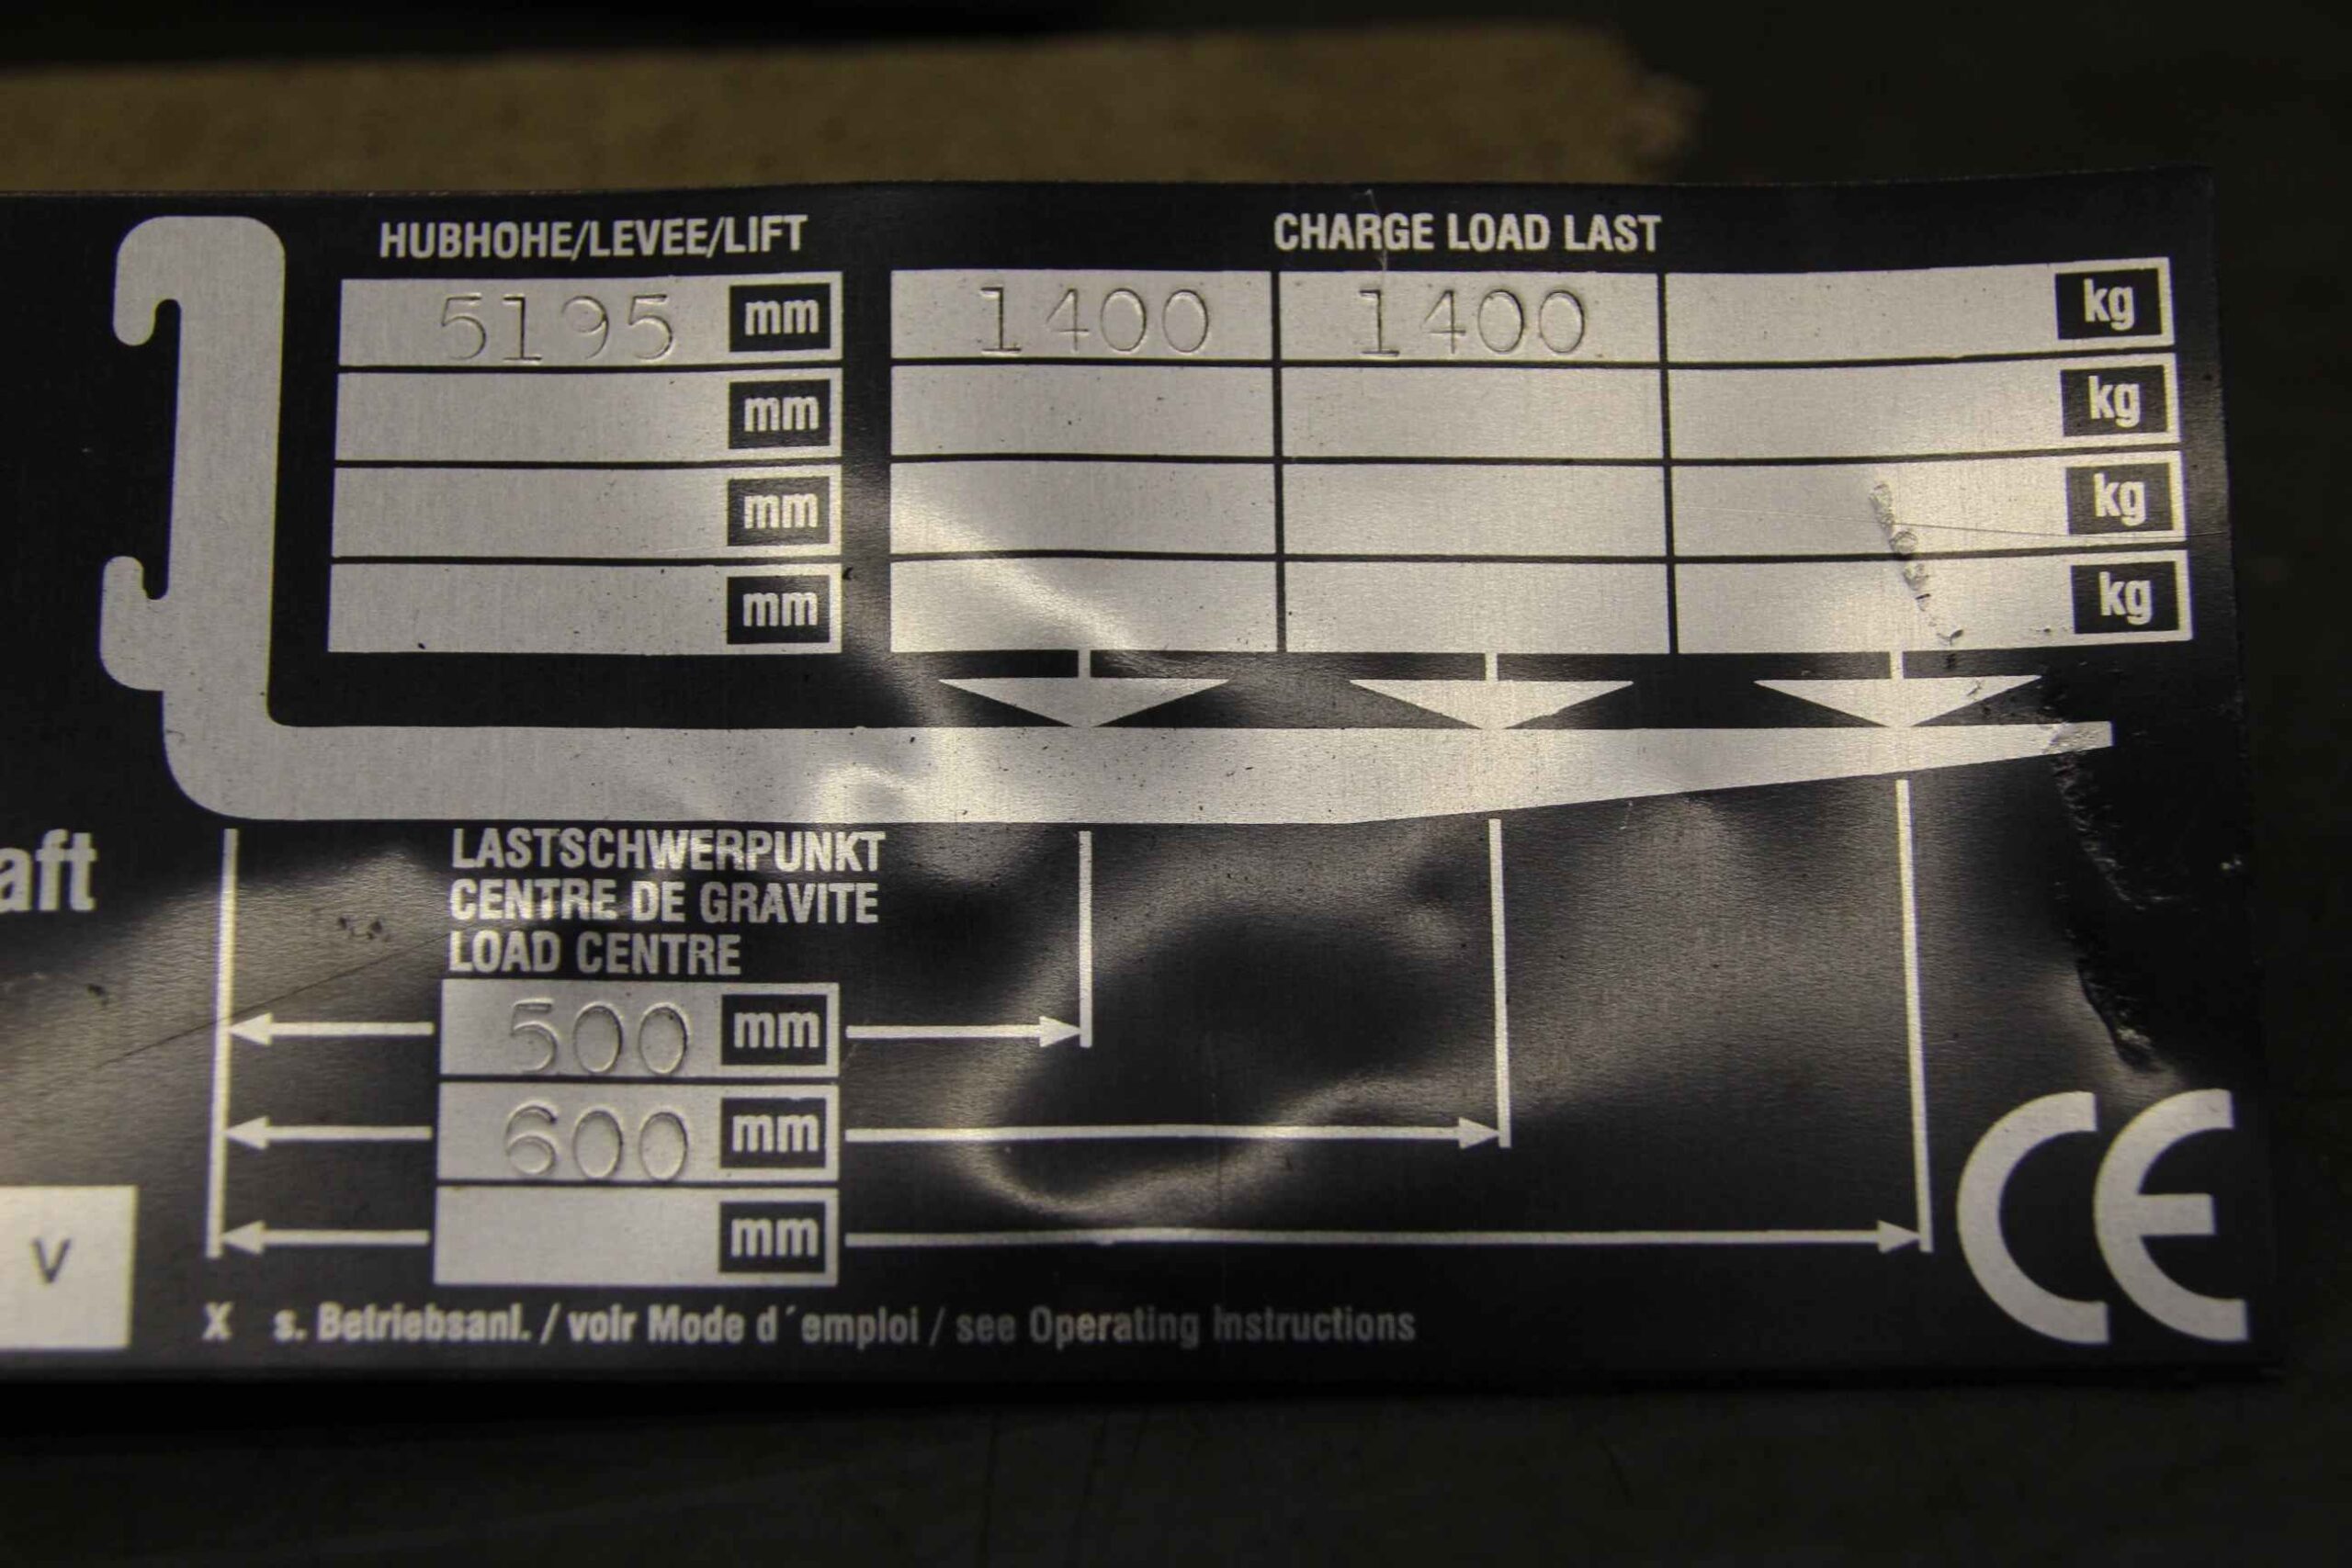 HUBHOHE/LEVEE/LIFT
CHARGE LOAD LAST
5195 mm 1400 1400 kg
mm kg
mm kg
mm kg
aft
LASTSCHWERPUNKT
CENTRE DE GRAVITE
LOAD CENTRE
500 mm
600 mm
mm
V
CE
X s. Betriebsanl. / voir Mode d´emploi / see Operating Instructions